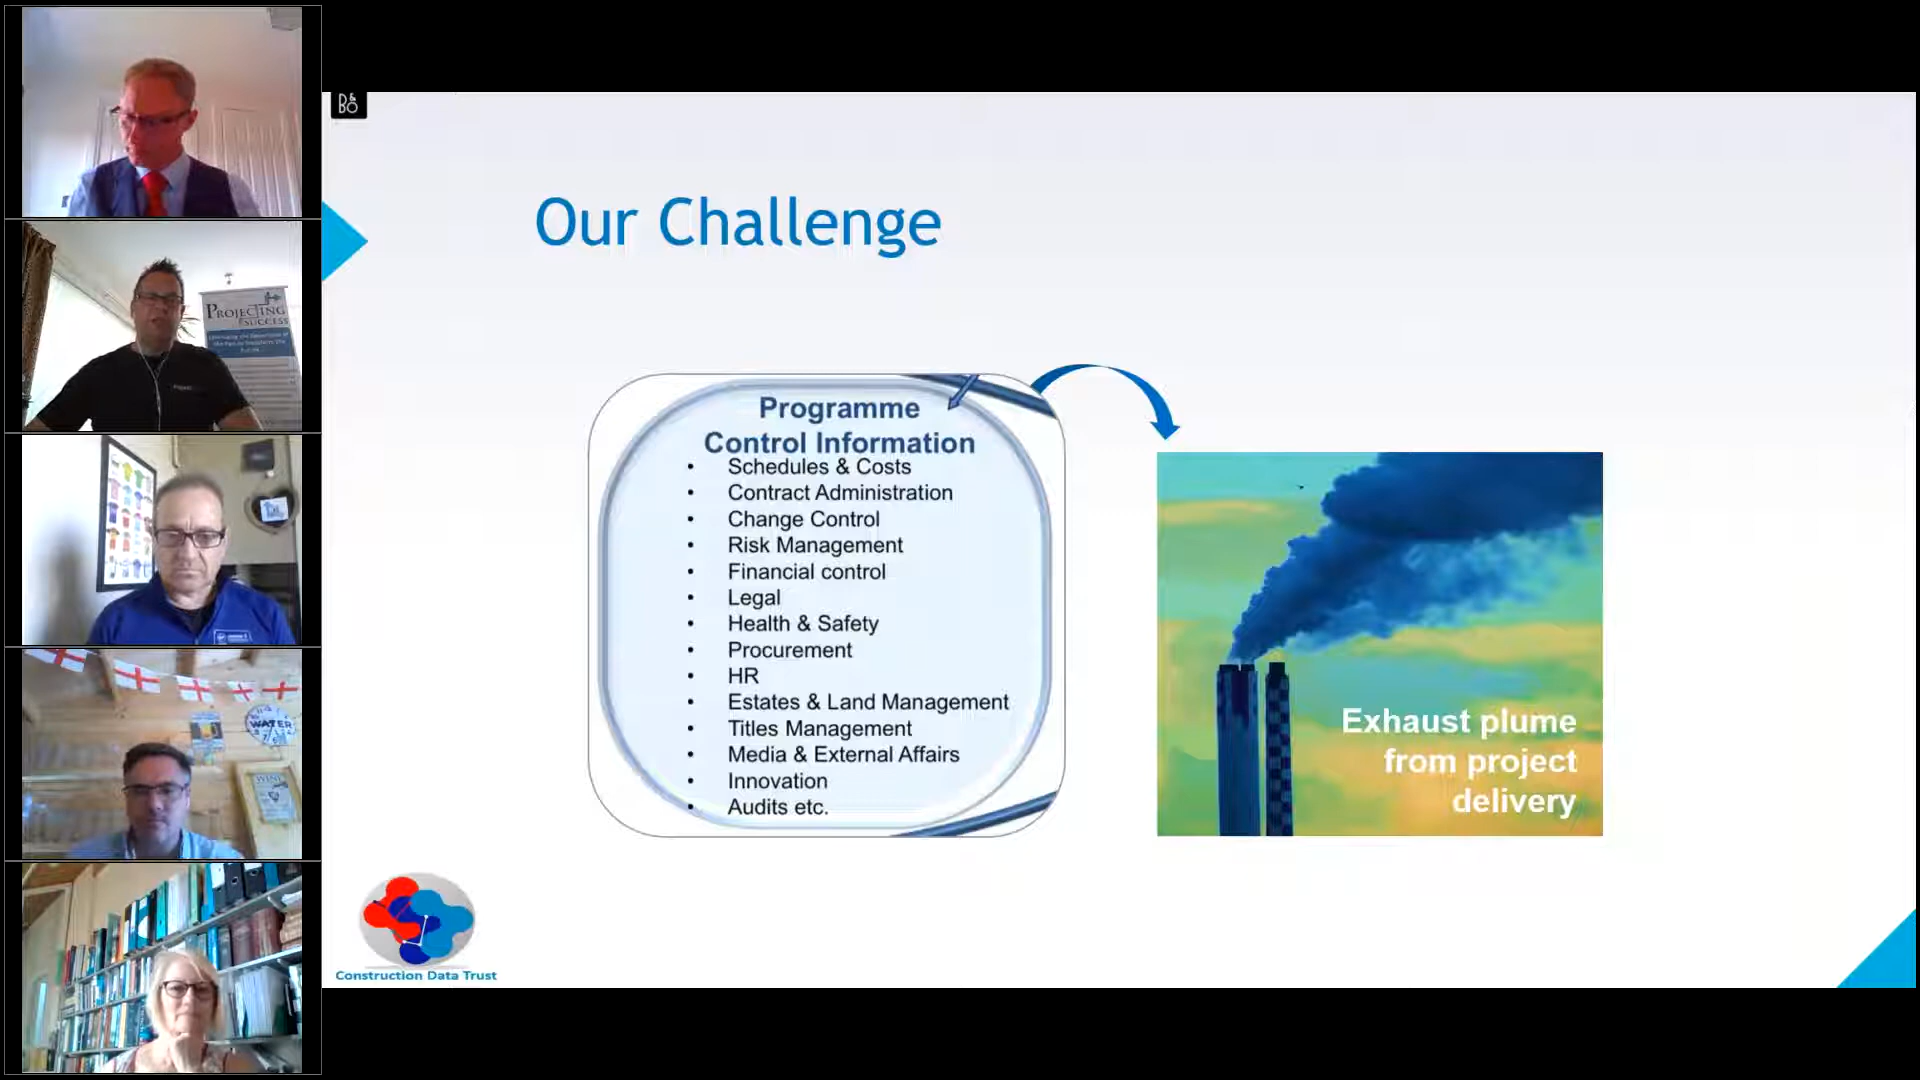 B&O
Our Challenge
Programme
Control Information
• Schedules & Costs
• Contract Administration
• Change Control
• Risk Management
• Financial control
• Legal
• Health & Safety
• Procurement
• HR
• Estates & Land Management
• Titles Management
• Media & External Affairs
• Innovation
• Audits etc.
Exhaust plume
from project
delivery
Construction Data Trust
PROJECTING
SUCCESS
WATER
WINE